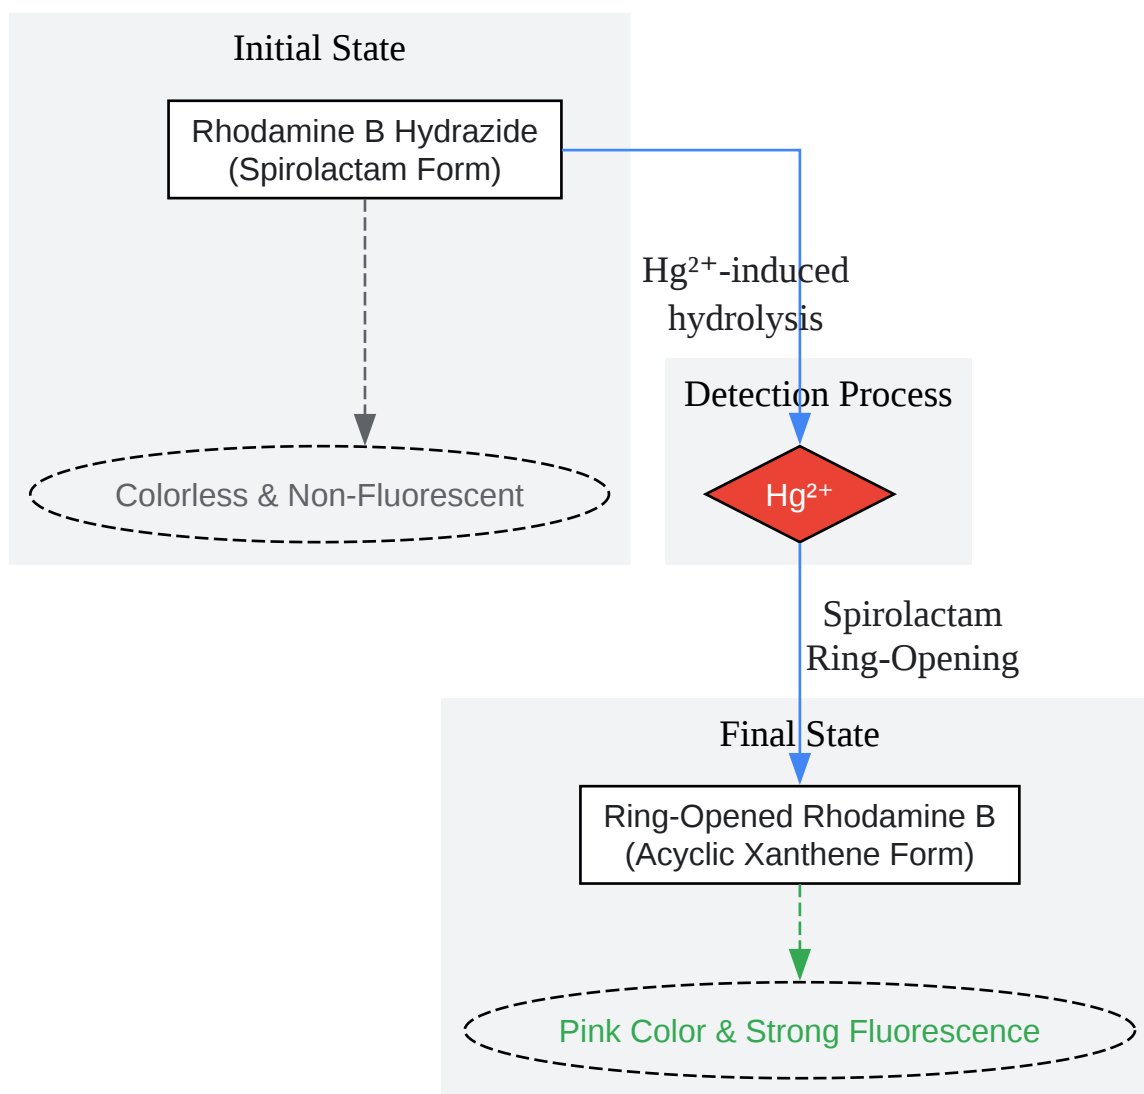 Initial State
Rhodamine B Hydrazide
(Spirolactam Form)
Hg²⁺-induced
hydrolysis
Detection Process
Colorless & Non-Fluorescent
Hg²⁺
Spirolactam
Ring-Opening
Final State
Ring-Opened Rhodamine B
(Acyclic Xanthene Form)
Pink Color & Strong Fluorescence